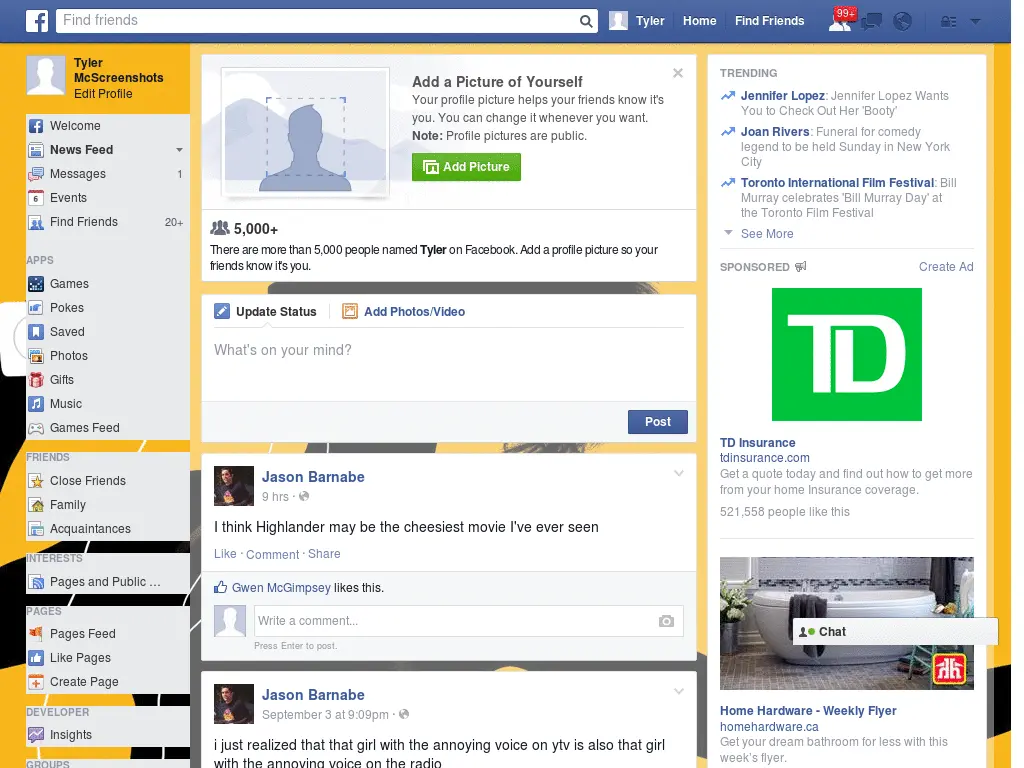 Find friends
Tyler
Home
Find Friends
99+
Tyler
McScreenshots
Edit Profile
Welcome
News Feed
Messages 1
6
Events
Find Friends 20+
APPS
Games
Pokes
Saved
Photos
Gifts
Music
Games Feed
FRIENDS
Close Friends
Family
Acquaintances
INTERESTS
Pages and Public ...
PAGES
Pages Feed
Like Pages
Create Page
DEVELOPER
Insights
GROUPS
Add a Picture of Yourself
Your profile picture helps your friends know it's
you. You can change it whenever you want.
Note: Profile pictures are public.
Add Picture
5,000+
There are more than 5,000 people named Tyler on Facebook. Add a profile picture so your
friends know it's you.
Update Status
Add Photos/Video
What's on your mind?
Post
Jason Barnabe
9 hrs ·
I think Highlander may be the cheesiest movie I've ever seen
Like · Comment · Share
Gwen McGimpsey likes this.
Write a comment...
Press Enter to post.
Jason Barnabe
September 3 at 9:09pm ·
i just realized that that girl with the annoying voice on ytv is also that girl
with the annoying voice on the radio
TRENDING
Jennifer Lopez: Jennifer Lopez Wants
You to Check Out Her 'Booty'
Joan Rivers: Funeral for comedy
legend to be held Sunday in New York
City
Toronto International Film Festival: Bill
Murray celebrates 'Bill Murray Day' at
the Toronto Film Festival
See More
SPONSORED
Create Ad
TD
TD Insurance
tdinsurance.com
Get a quote today and find out how to get more
from your home Insurance coverage.
521,558 people like this
Chat
Home Hardware - Weekly Flyer
homehardware.ca
Get your dream bathroom for less with this
week's flyer.